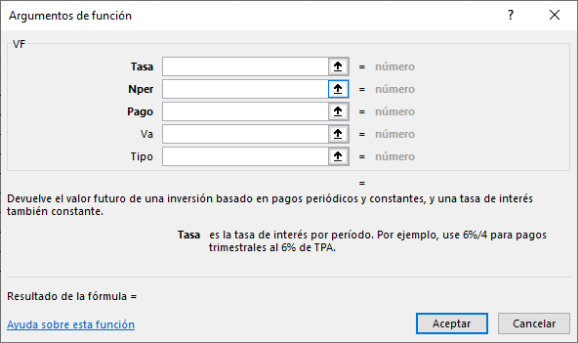 Argumentos de función
VF
Tasa = número
Nper = número
Pago = número
Va = número
Tipo = número
=
Devuelve el valor futuro de una inversión basado en pagos periódicos y constantes, y una tasa de interés
también constante.
Tasa es la tasa de interés por período. Por ejemplo, use 6%/4 para pagos
trimestrales al 6% de TPA.
Resultado de la fórmula =
Ayuda sobre esta función
Aceptar Cancelar